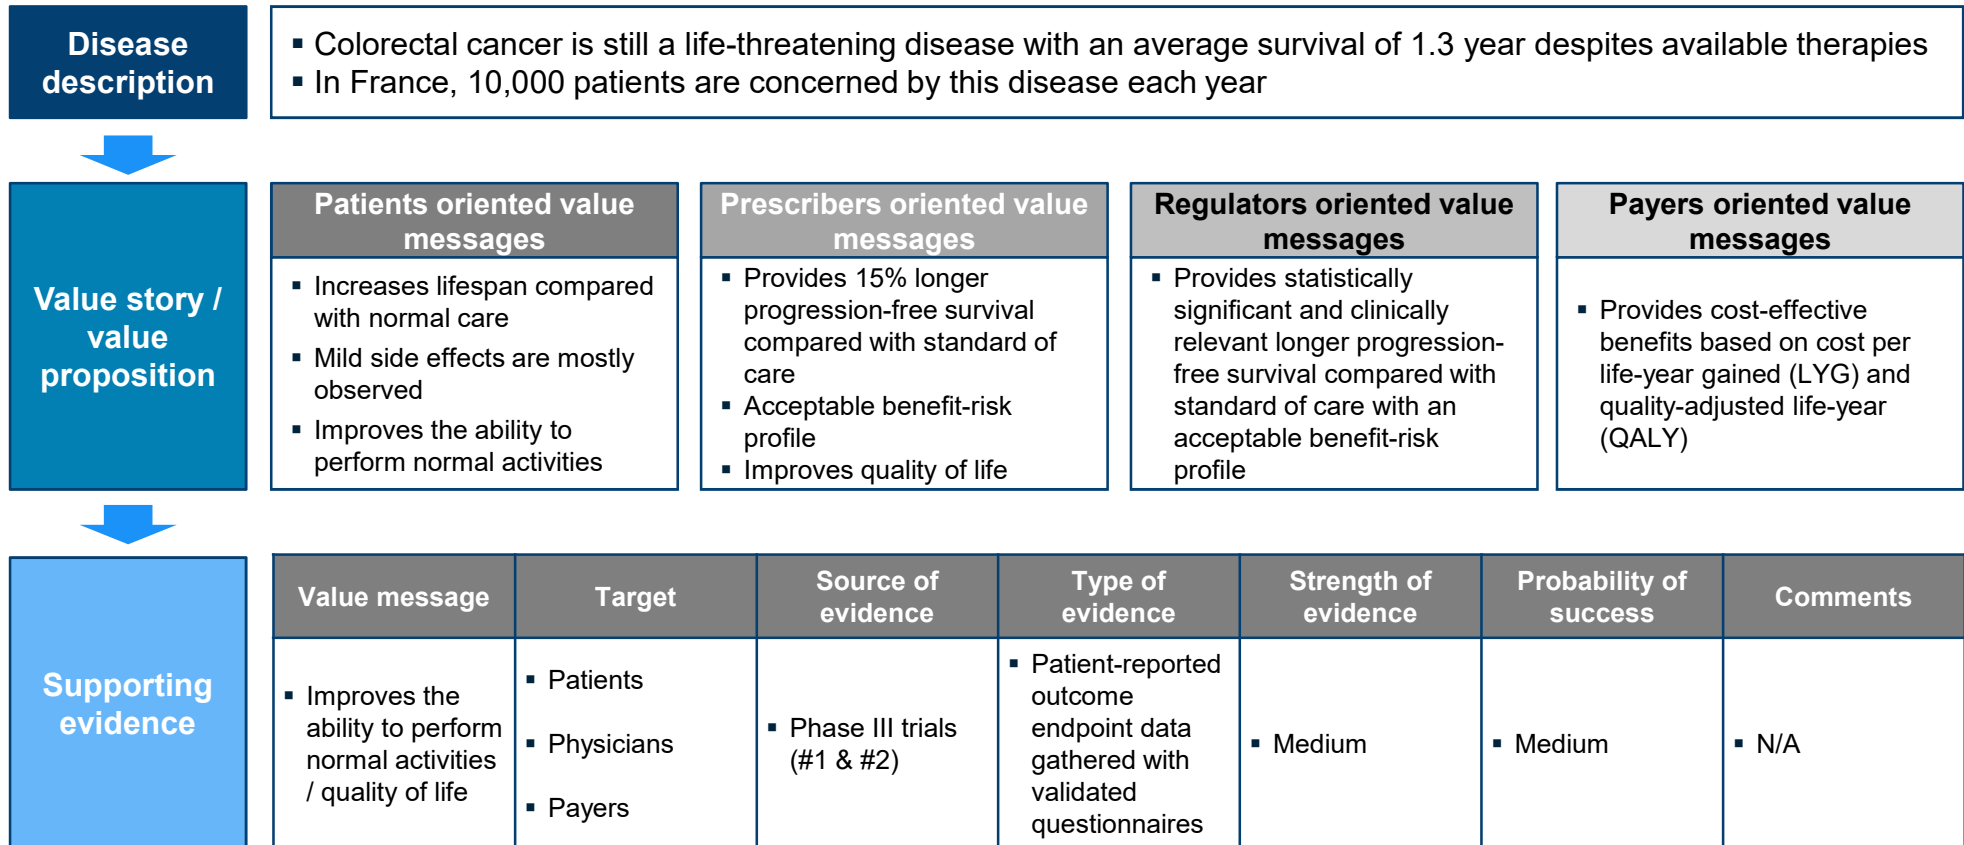 Disease
description
▪ Colorectal cancer is still a life-threatening disease with an average survival of 1.3 year despites available therapies
▪ In France, 10,000 patients are concerned by this disease each year
Value story /
value
proposition
Patients oriented value
messages
▪ Increases lifespan compared
with normal care
▪ Mild side effects are mostly
observed
▪ Improves the ability to
perform normal activities
Prescribers oriented value
messages
▪ Provides 15% longer
progression-free survival
compared with standard of
care
▪ Acceptable benefit-risk
profile
▪ Improves quality of life
Regulators oriented value
messages
▪ Provides statistically
significant and clinically
relevant longer progression-
free survival compared with
standard of care with an
acceptable benefit-risk
profile
Payers oriented value
messages
▪ Provides cost-effective
benefits based on cost per
life-year gained (LYG) and
quality-adjusted life-year
(QALY)
Supporting
evidence
Value message
Target
Source of
evidence
Type of
evidence
Strength of
evidence
Probability of
success
Comments
▪ Improves the
ability to perform
normal activities
/ quality of life
▪ Patients
▪ Physicians
▪ Payers
▪ Phase III trials
(#1 & #2)
▪ Patient-reported
outcome
endpoint data
gathered with
validated
questionnaires
▪ Medium
▪ Medium
▪ N/A